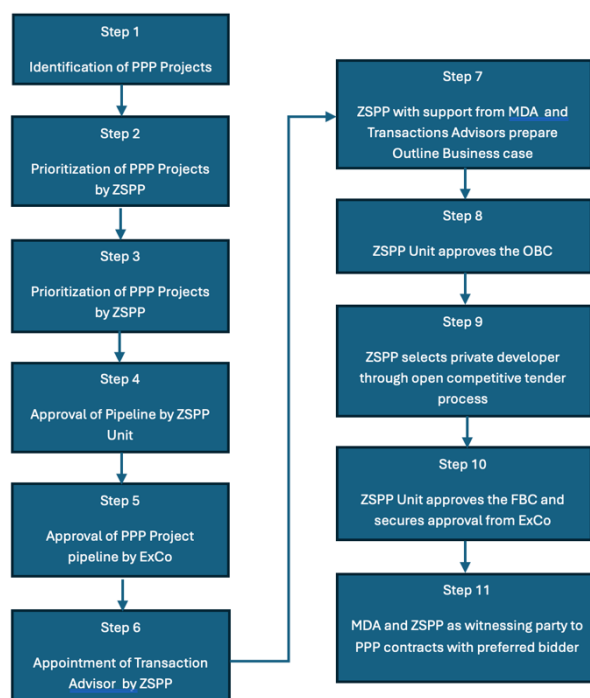 Step 1
Identification of PPP Projects
Step 2
Prioritization of PPP Projects
by ZSPP
Step 3
Prioritization of PPP Projects
by ZSPP
Step 4
Approval of Pipeline by ZSPP
Unit
Step 5
Approval of PPP Project
pipeline by ExCo
Step 6
Appointment of Transaction
Advisor by ZSPP
Step 7
ZSPP with support from MDA and
Transactions Advisors prepare
Outline Business case
Step 8
ZSPP Unit approves the OBC
Step 9
ZSPP selects private developer
through open competitive tender
process
Step 10
ZSPP Unit approves the FBC and
secures approval from ExCo
Step 11
MDA and ZSPP as witnessing party to
PPP contracts with preferred bidder